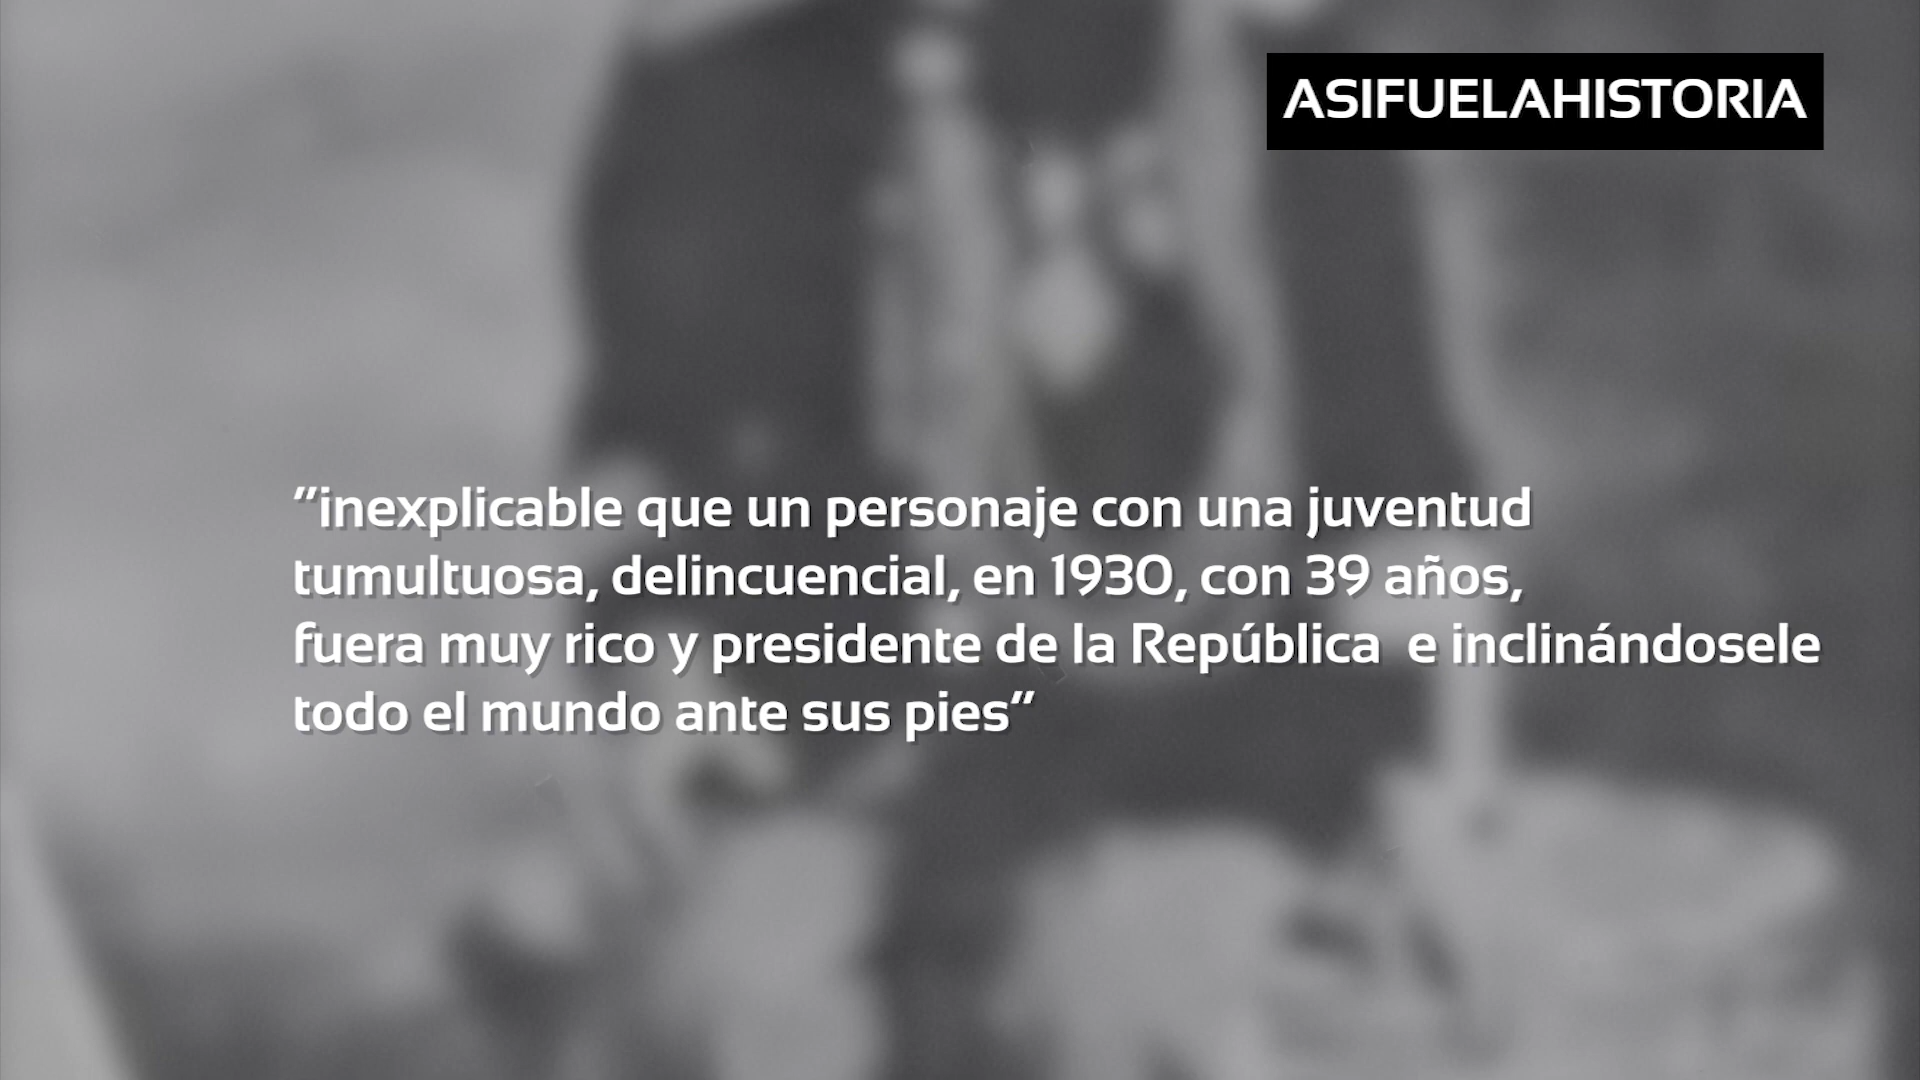 ASIFUELAHISTORIA
"inexplicable que un personaje con una juventud
tumultuosa, delincuencial, en 1930, con 39 años,
fuera muy rico y presidente de la República  e inclinándosele
todo el mundo ante sus pies"